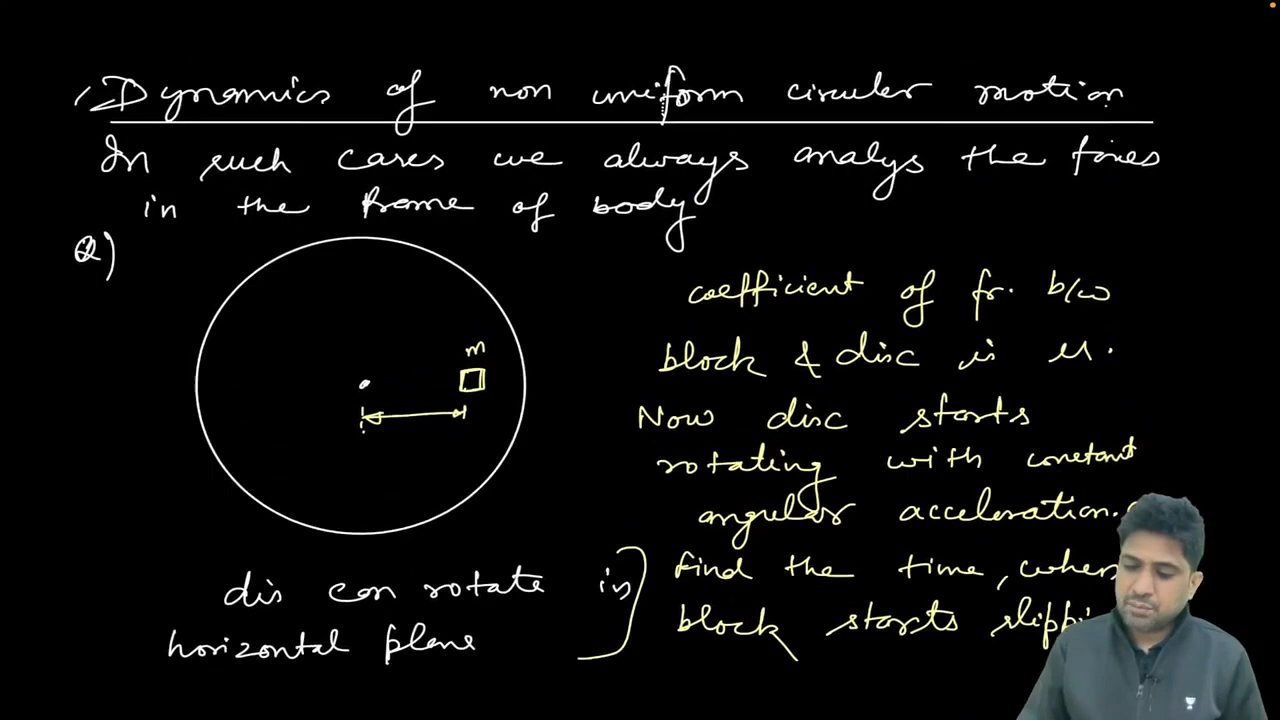 Dynamics of non uniform circular motion
In such cases we always analys the forces
in the frame of body
Q)
m
coefficient of fr. b/w
block & disc is μ.
Now disc starts
rotating with constant
angular acceleration.
find the time, when
block starts
dis can rotate in
horizontal plane